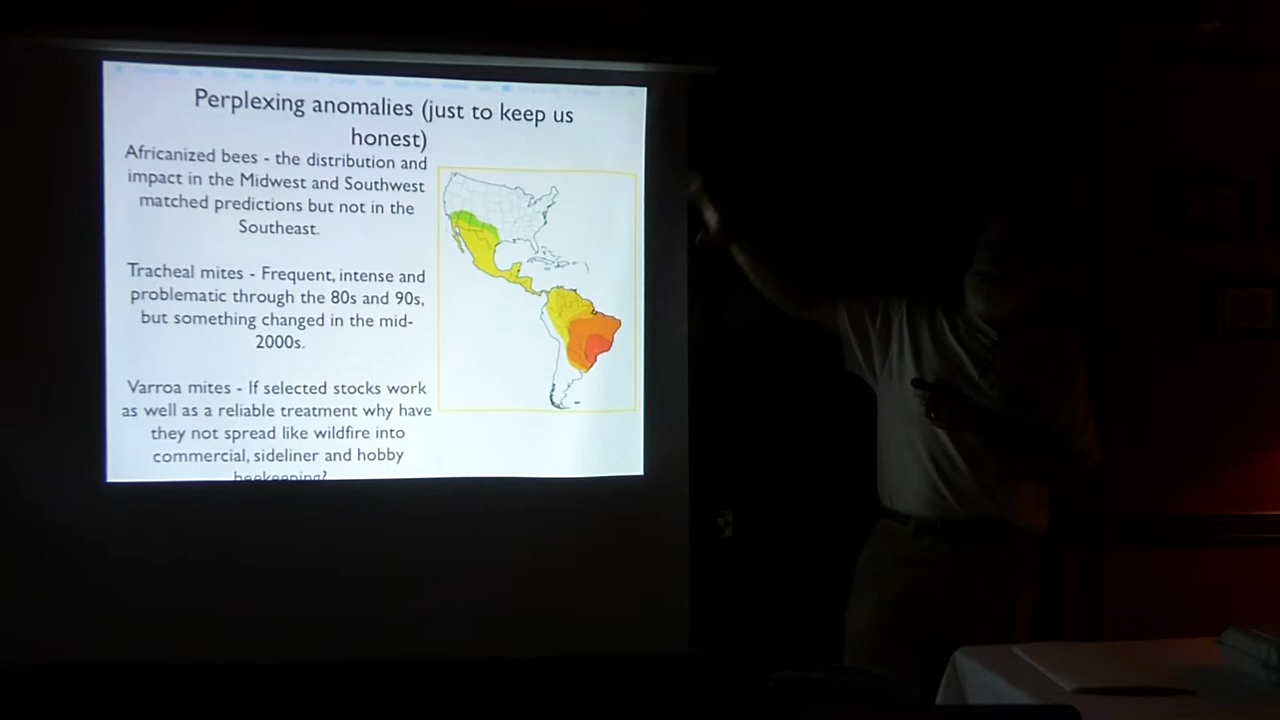 Perplexing anomalies (just to keep us
honest)
Africanized bees - the distribution and
impact in the Midwest and Southwest
matched predictions but not in the
Southeast.
Tracheal mites - Frequent, intense and
problematic through the 80s and 90s,
but something changed in the mid-
2000s.
Varroa mites - If selected stocks work
as well as a reliable treatment why have
they not spread like wildfire into
commercial, sideliner and hobby
beekeeping?